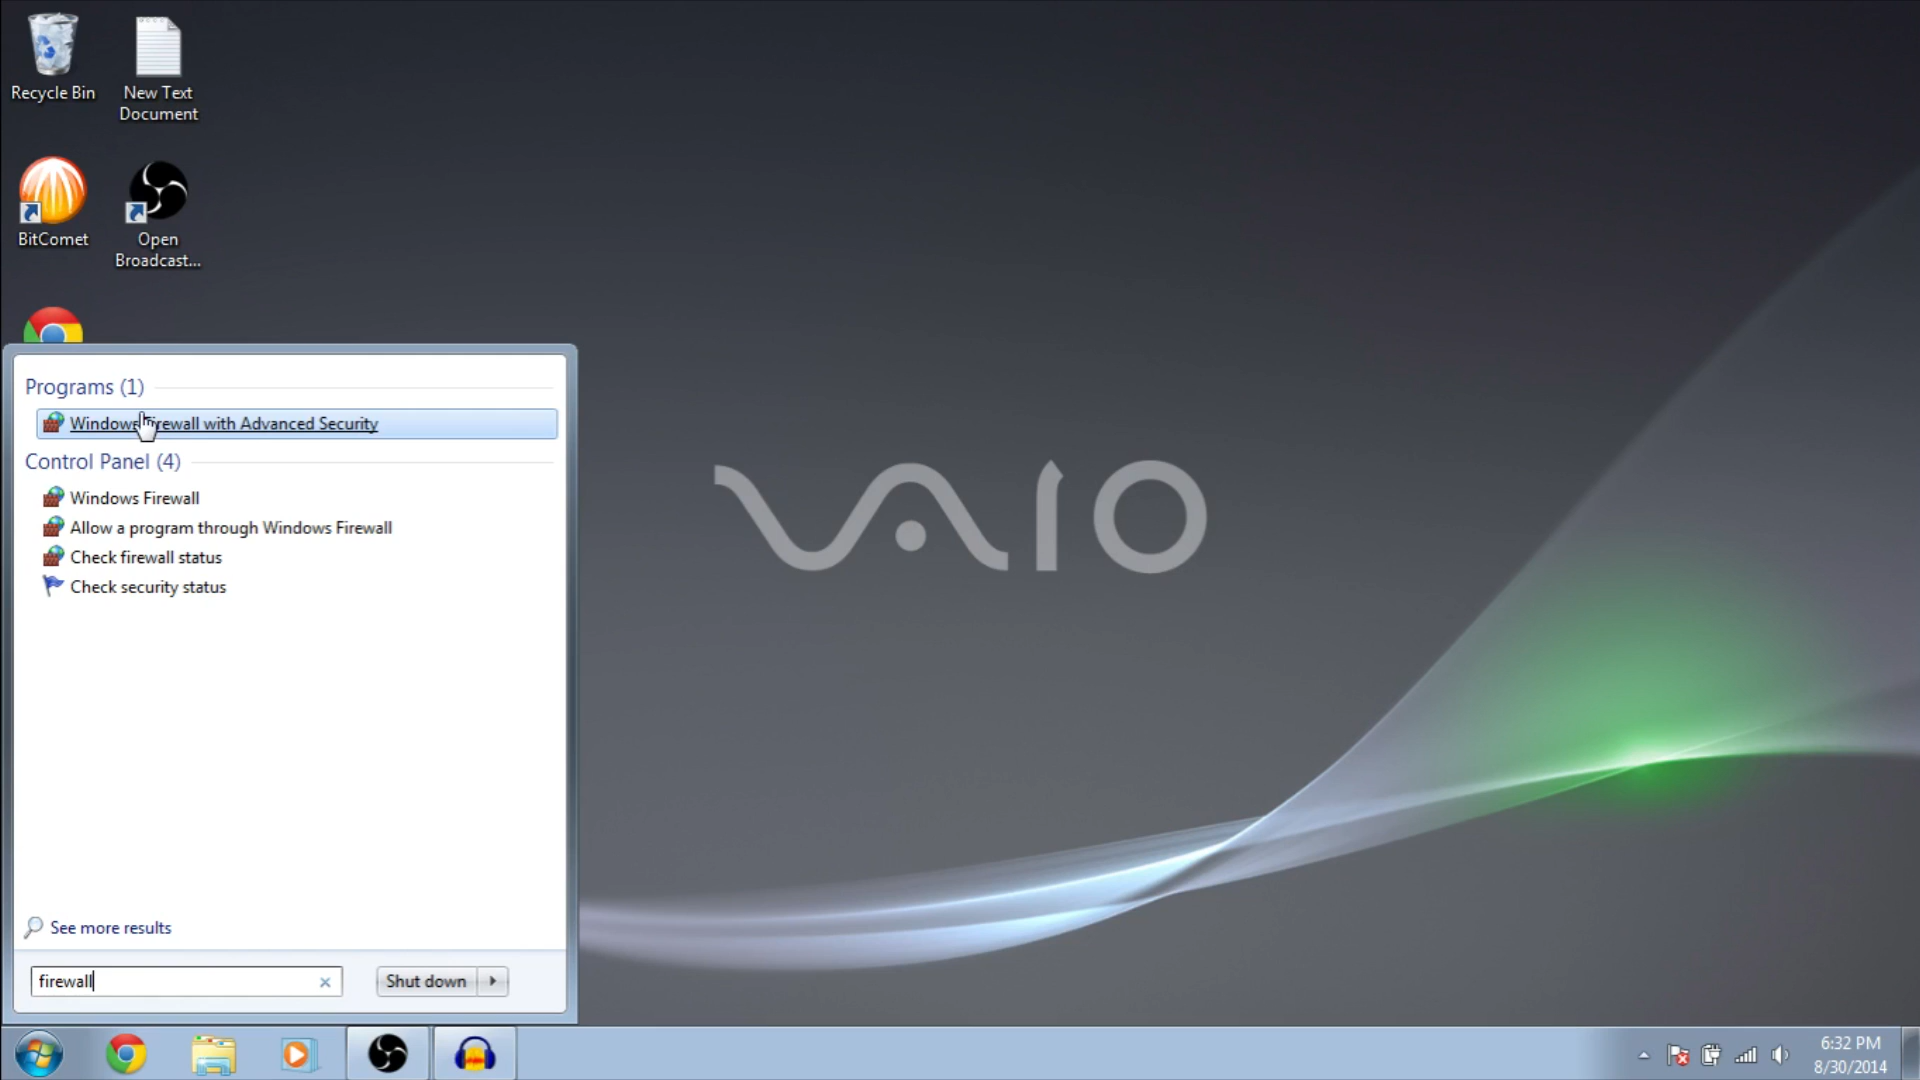 Recycle Bin
New Text
Document
BitComet
Open
Broadcast...
VAIO
Programs (1)
Windows Firewall with Advanced Security
Control Panel (4)
Windows Firewall
Allow a program through Windows Firewall
Check firewall status
Check security status
See more results
firewall
Shut down
6:32 PM
8/30/2014